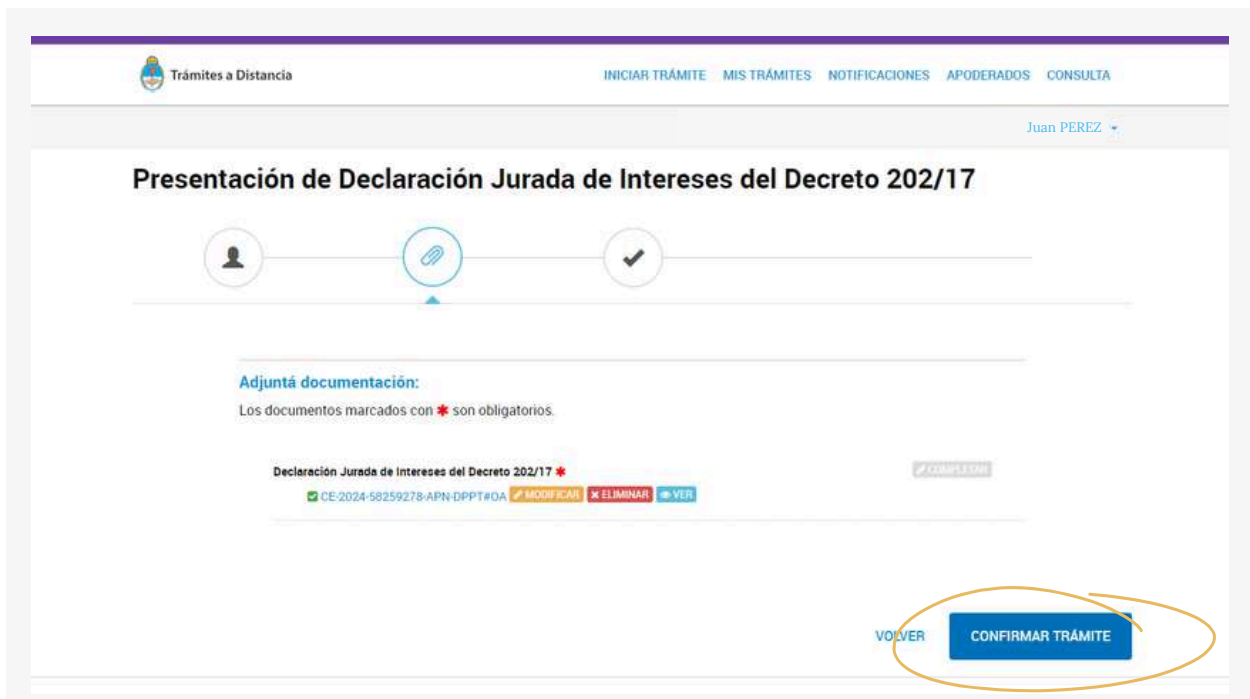 Trámites a Distancia
INICIAR TRÁMITE MIS TRÁMITES NOTIFICACIONES APODERADOS CONSULTA
Juan PEREZ
Presentación de Declaración Jurada de Intereses del Decreto 202/17
Adjuntá documentación:
Los documentos marcados con * son obligatorios.
Declaración Jurada de Intereses del Decreto 202/17 * COMPLETAR
CE-2024-58259278-APN-DPPT#OA MODIFICAR ELIMINAR VER
VOLVER CONFIRMAR TRÁMITE